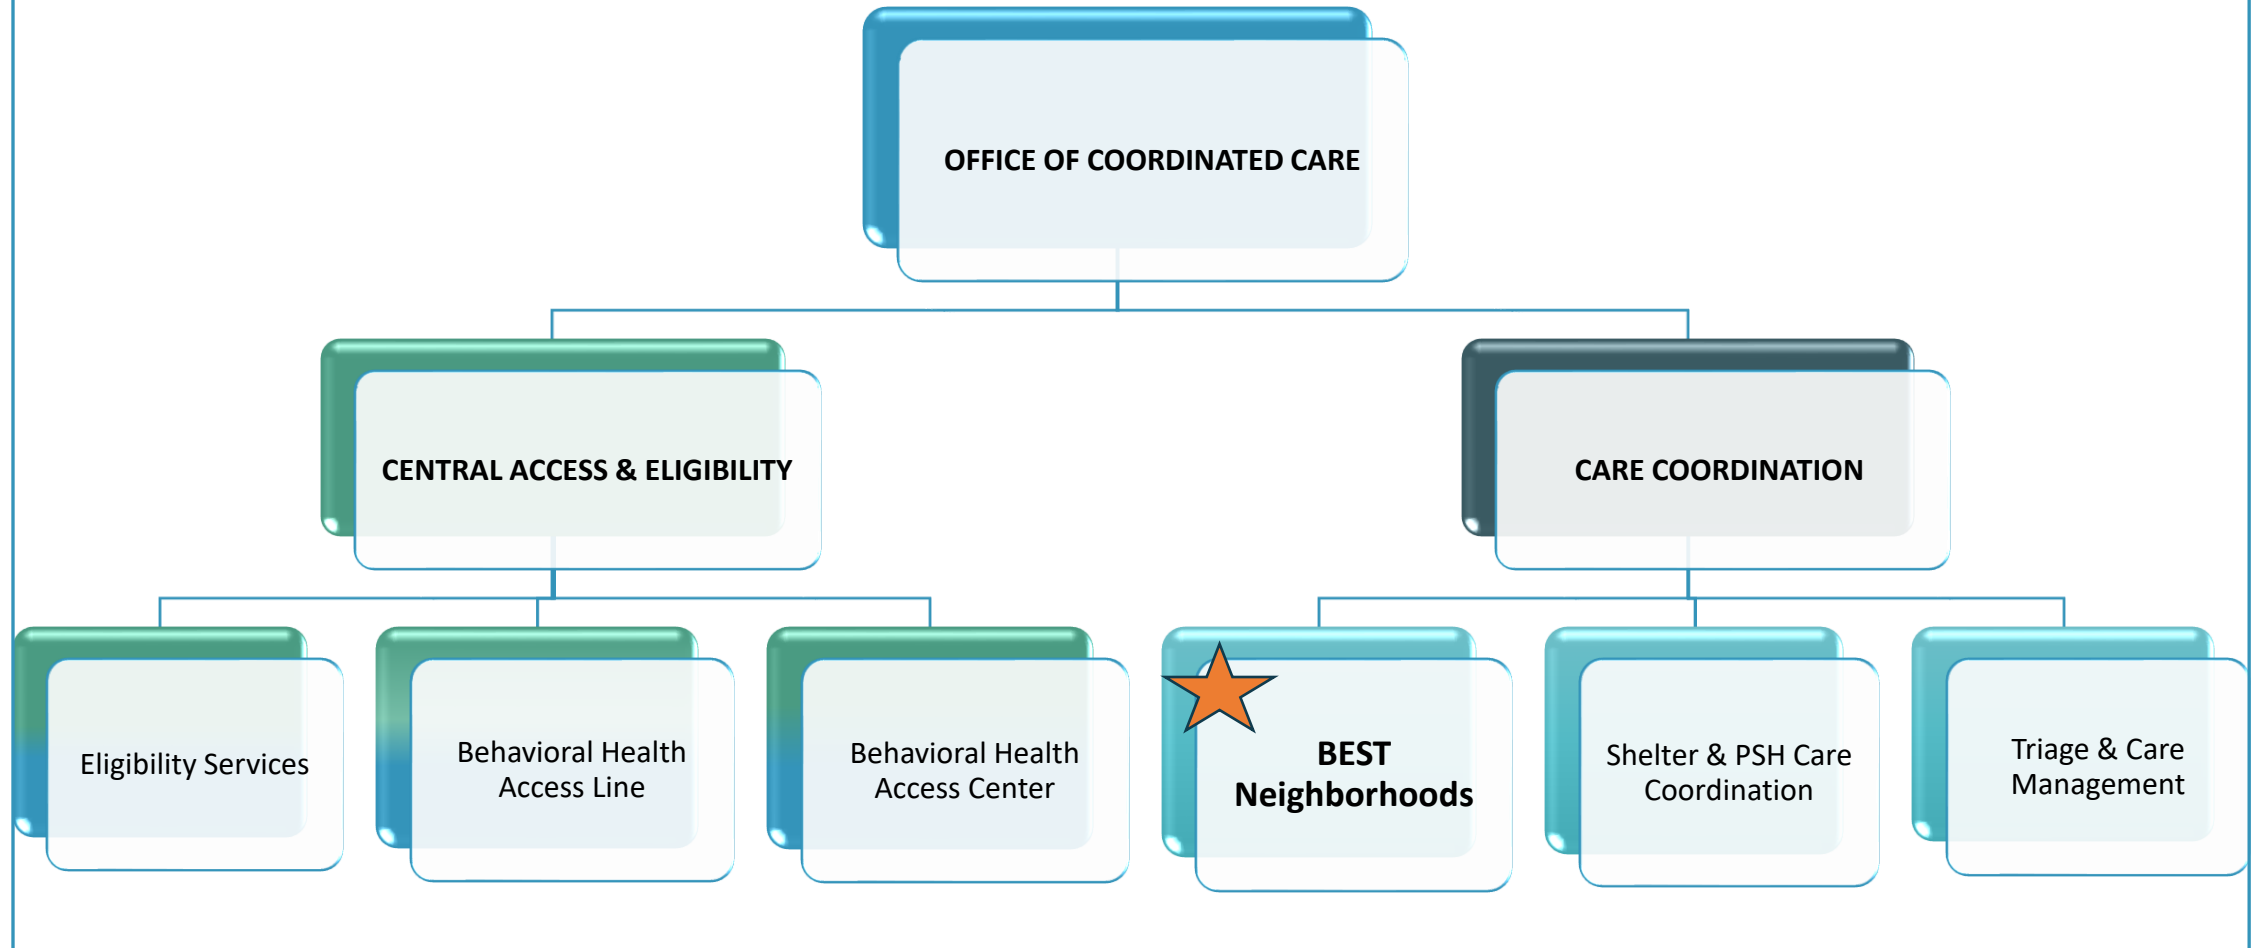 OFFICE OF COORDINATED CARE
CENTRAL ACCESS & ELIGIBILITY
CARE COORDINATION
Eligibility Services
Behavioral Health
Access Line
Behavioral Health
Access Center
BEST
Neighborhoods
Shelter & PSH Care
Coordination
Triage & Care
Management